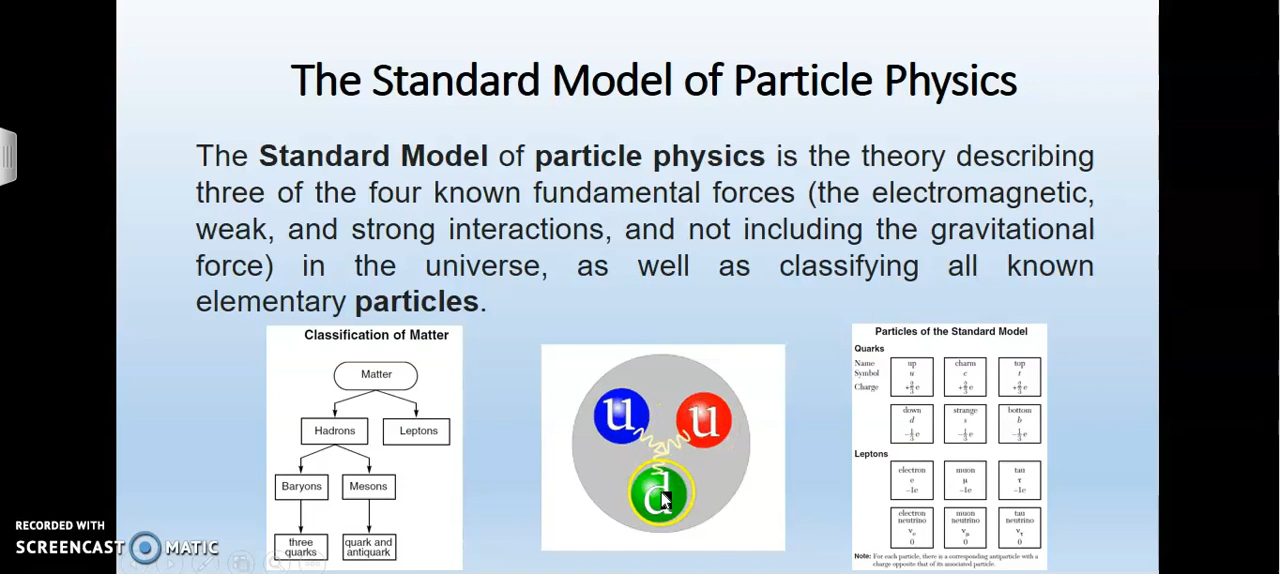 The Standard Model of Particle Physics
The Standard Model of particle physics is the theory describing
three of the four known fundamental forces (the electromagnetic,
weak, and strong interactions, and not including the gravitational
force) in the universe, as well as classifying all known
elementary particles.
Classification of Matter
Matter
Hadrons
Leptons
Baryons
Mesons
three
quarks
quark and
antiquark
u
u
d
Particles of the Standard Model
Quarks
Name up charm top
Symbol u c t
Charge +2/3 e +2/3 e +2/3 e
down strange bottom
d s b
−1/3 e −1/3 e −1/3 e
Leptons
electron muon tau
e μ τ
−1e −1e −1e
electron neutrino muon neutrino tau neutrino
νe νμ ντ
0 0 0
Note: For each particle, there is a corresponding antiparticle with a
charge opposite that of its associated particle.
RECORDED WITH
SCREENCAST MATIC